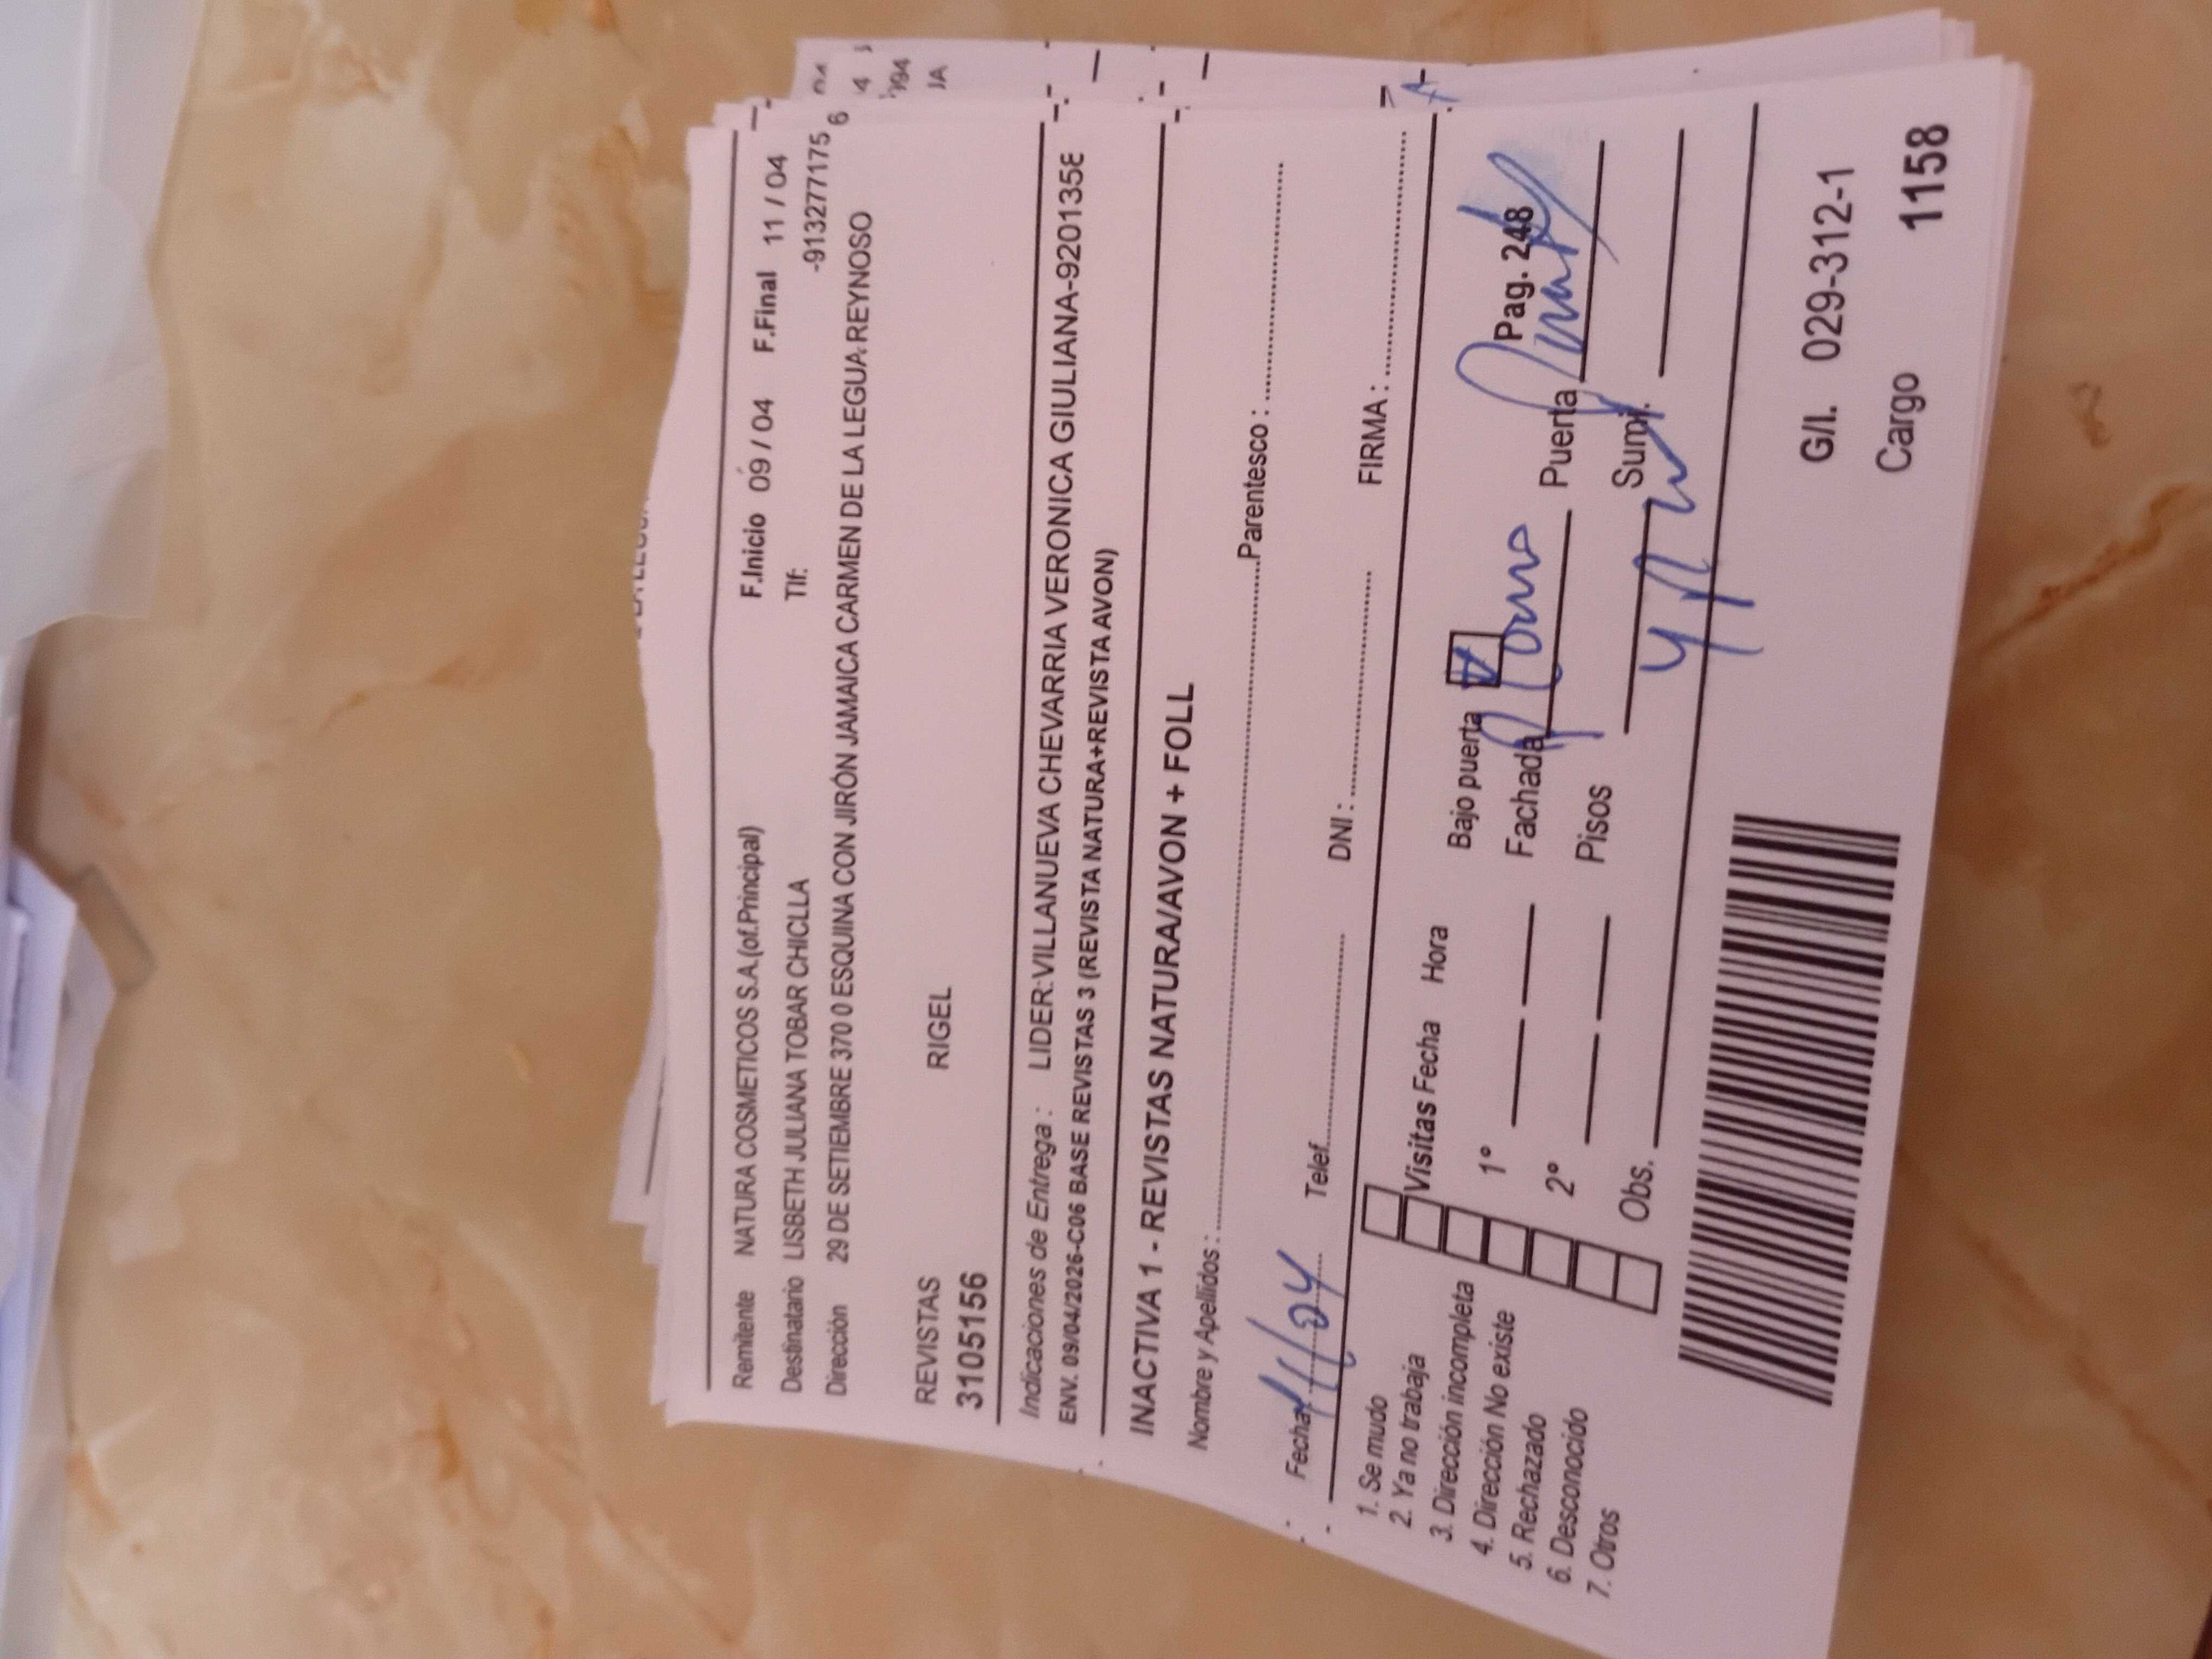 Remitente NATURA COSMETICOS S.A.(of.Principal) F.Inicio 09 / 04 F.Final 11 / 04
Destinatario LISBETH JULIANA TOBAR CHICLLA Tlf: -913277175
6
Dirección 29 DE SETIEMBRE 370 0 ESQUINA CON JIRÓN JAMAICA CARMEN DE LA LEGUA REYNOSO
REVISTAS RIGEL
3105156
Indicaciones de Entrega : LIDER:VILLANUEVA CHEVARRIA VERONICA GIULIANA-9201358
ENV. 09/04/2026-C06 BASE REVISTAS 3 (REVISTA NATURA+REVISTA AVON)
INACTIVA 1 - REVISTAS NATURA/AVON + FOLL
Nombre y Apellidos : Parentesco :
Fecha: 11/04 Telef. DNI : FIRMA :
1. Se mudo
2. Ya no trabaja
3. Dirección incompleta
4. Dirección No existe
5. Rechazado
6. Desconocido
7. Otros
Visitas Fecha Hora
1º
2º
Obs.
Bajo puerta Pag. 248
Fachada Puerta
Pisos Sumi.
G/I. 029-312-1
Cargo 1158